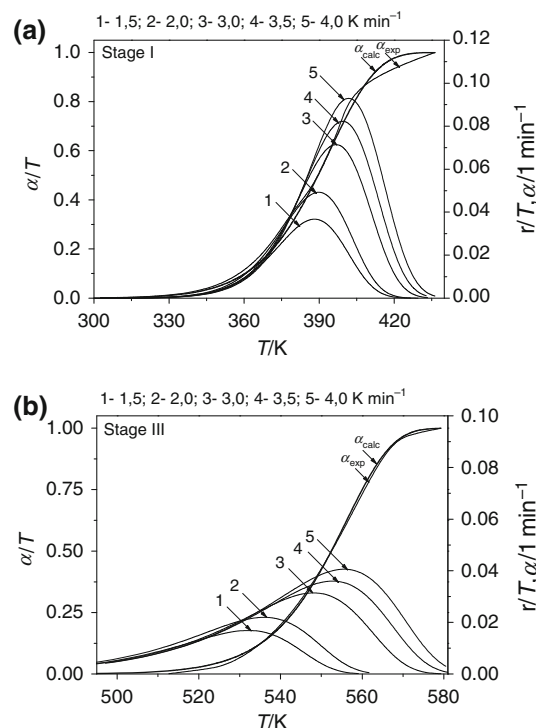 (a)
1- 1,5; 2- 2,0; 3- 3,0; 4- 3,5; 5- 4,0 K min⁻¹
Stage I
α_calc
α_exp
5
4
3
2
1
1.0
0.8
0.6
0.4
0.2
0.0
α/T
0.12
0.10
0.08
0.06
0.04
0.02
0.00
r/T, α/1 min⁻¹
300 330 360 390 420
T/K
(b)
1- 1,5; 2- 2,0; 3- 3,0; 4- 3,5; 5- 4,0 K min⁻¹
Stage III
α_calc
α_exp
5
4
3
2
1
1.00
0.75
0.50
0.25
0.00
α/T
0.10
0.08
0.06
0.04
0.02
0.00
r/T, α/1 min⁻¹
500 520 540 560 580
T/K